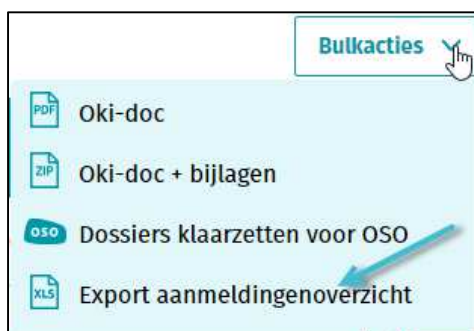 Bulkacties
PDF Oki-doc
ZIP Oki-doc + bijlagen
oso Dossiers klaarzetten voor OSO
XLS Export aanmeldingenoverzicht